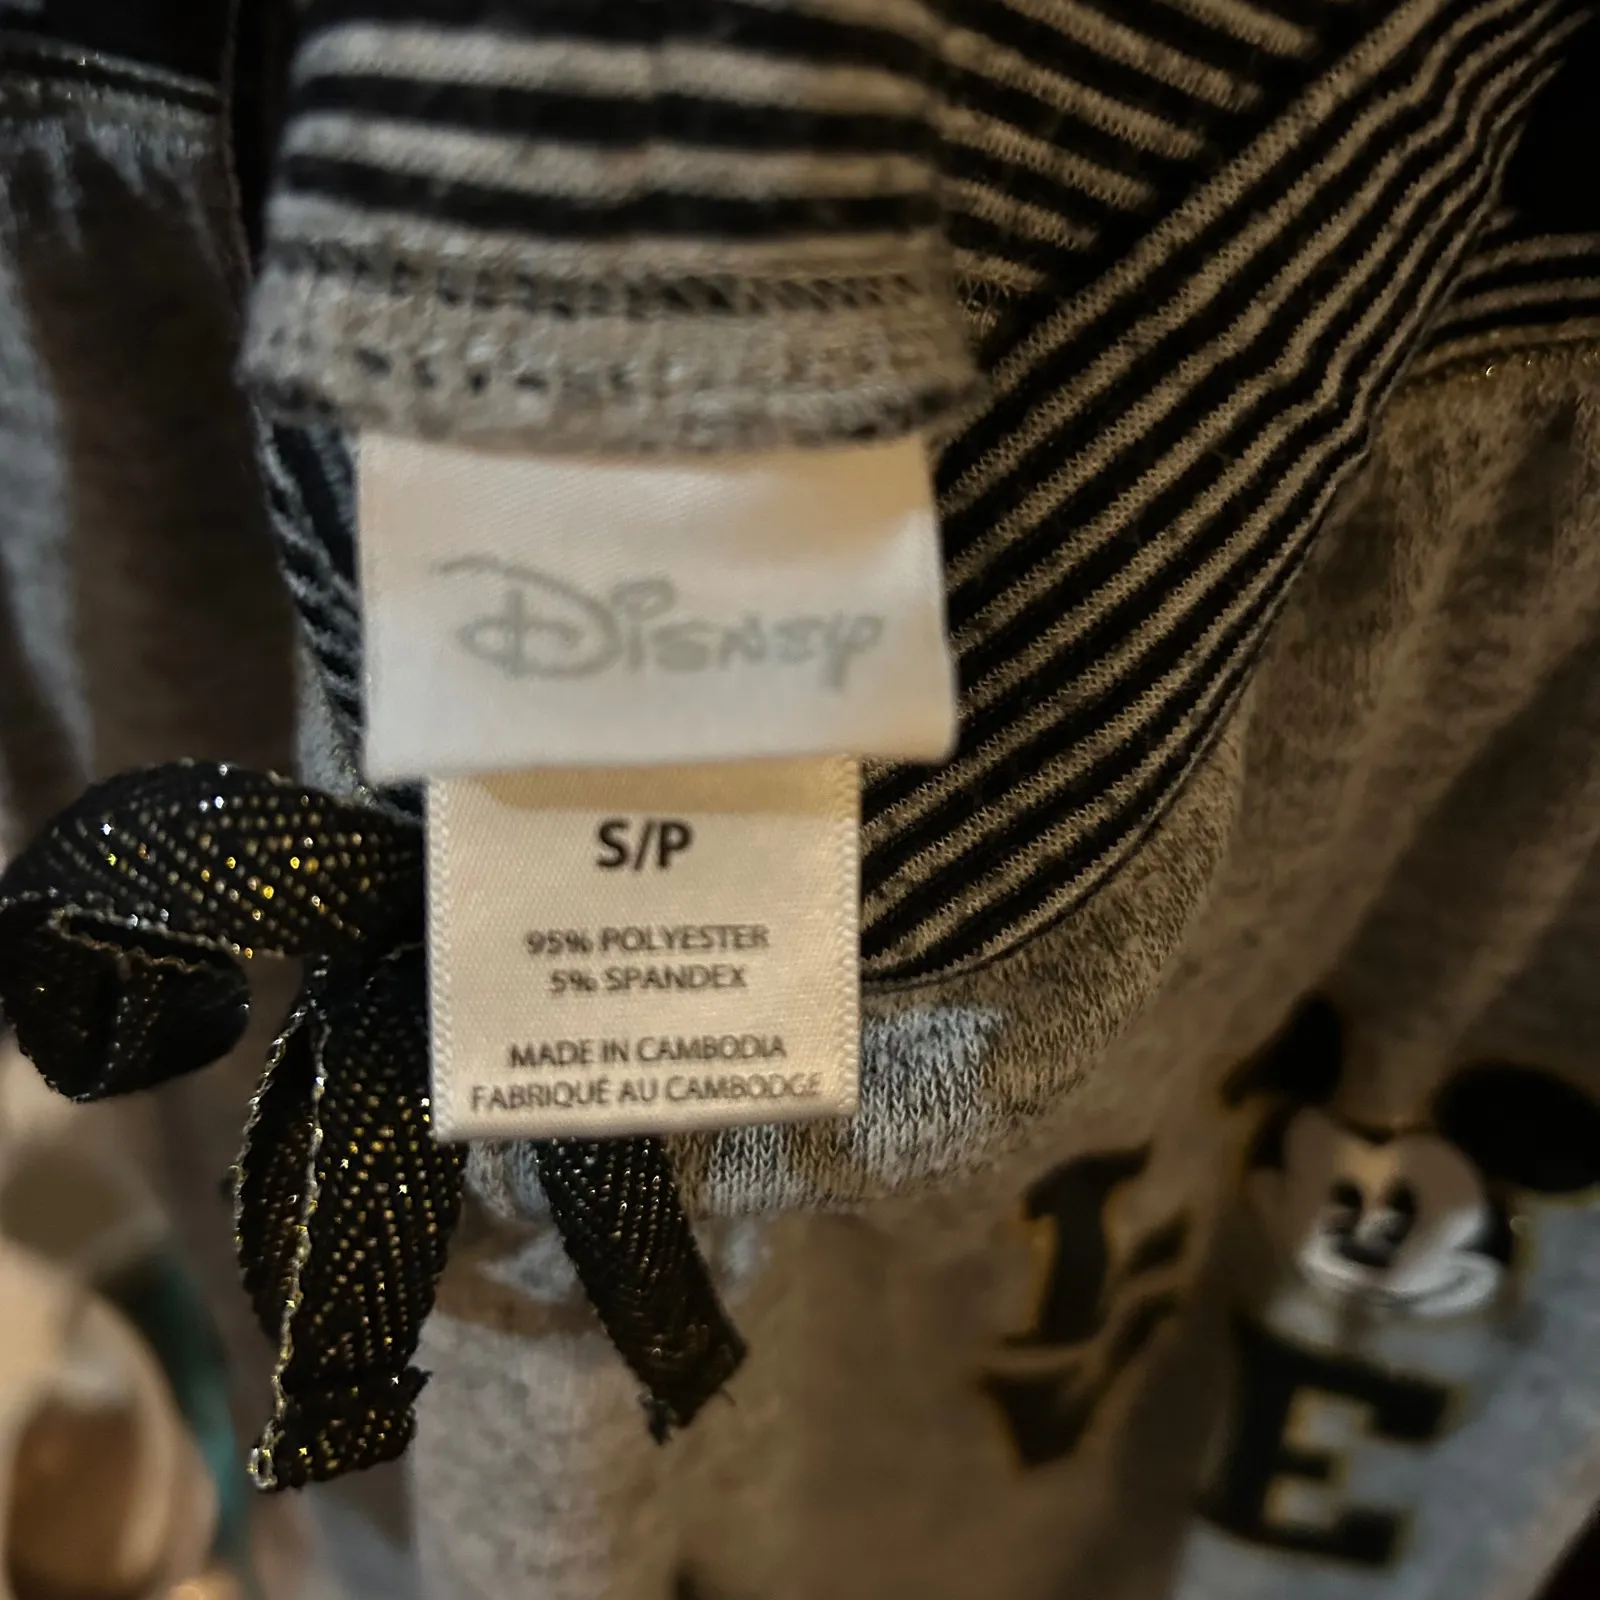 Disney
S/P
95% POLYESTER
5% SPANDEX
MADE IN CAMBODIA
FABRIQUÉ AU CAMBODGE
E